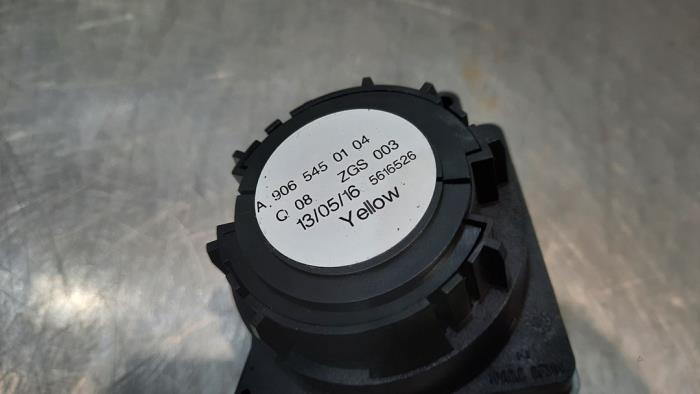 A 906 545 01 04
Q 08 ZGS 003
13/05/16 5616526
Yellow